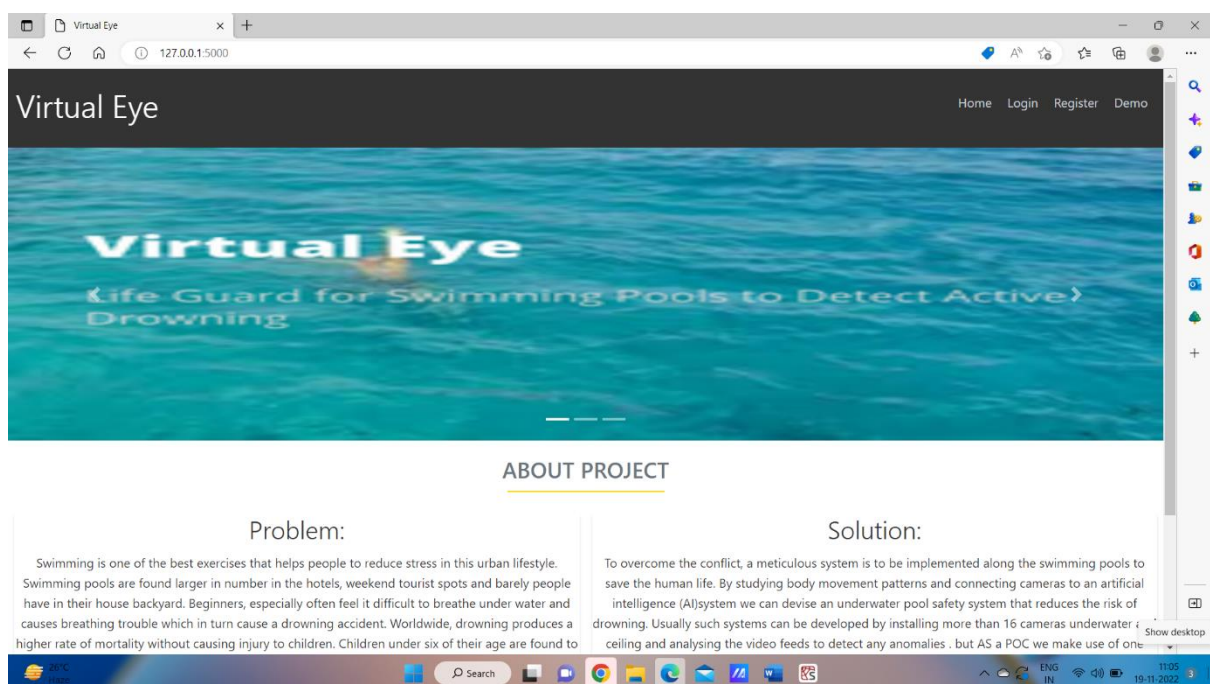 Virtual Eye
127.0.0.1:5000
Virtual Eye
Home Login Register Demo
Virtual Eye
Life Guard for Swimming Pools to Detect Active
Drowning
ABOUT PROJECT
Problem:
Swimming is one of the best exercises that helps people to reduce stress in this urban lifestyle.
Swimming pools are found larger in number in the hotels, weekend tourist spots and barely people
have in their house backyard. Beginners, especially often feel it difficult to breathe under water and
causes breathing trouble which in turn cause a drowning accident. Worldwide, drowning produces a
higher rate of mortality without causing injury to children. Children under six of their age are found to
Solution:
To overcome the conflict, a meticulous system is to be implemented along the swimming pools to
save the human life. By studying body movement patterns and connecting cameras to an artificial
intelligence (AI)system we can devise an underwater pool safety system that reduces the risk of
drowning. Usually such systems can be developed by installing more than 16 cameras underwater
ceiling and analysing the video feeds to detect any anomalies . but AS a POC we make use of one
Show desktop
26°C
Haze
Search
ENG
IN
11:05
19-11-2022
3